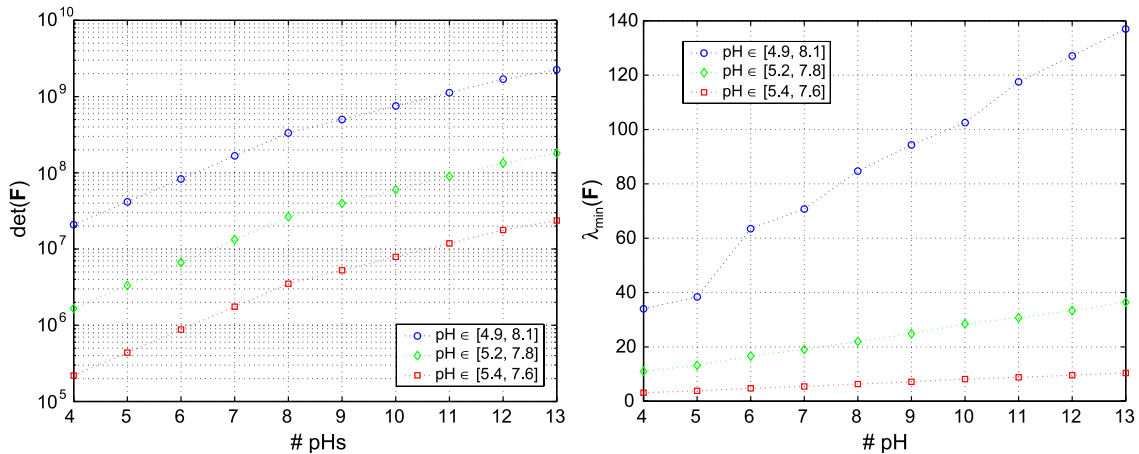 10^10
10^9
10^8
10^7
10^6
10^5
det(F)
pH ∈ [4.9, 8.1]
pH ∈ [5.2, 7.8]
pH ∈ [5.4, 7.6]
4 5 6 7 8 9 10 11 12 13
# pHs
140
120
100
80
60
40
20
0
λmin(F)
pH ∈ [4.9, 8.1]
pH ∈ [5.2, 7.8]
pH ∈ [5.4, 7.6]
4 5 6 7 8 9 10 11 12 13
# pH